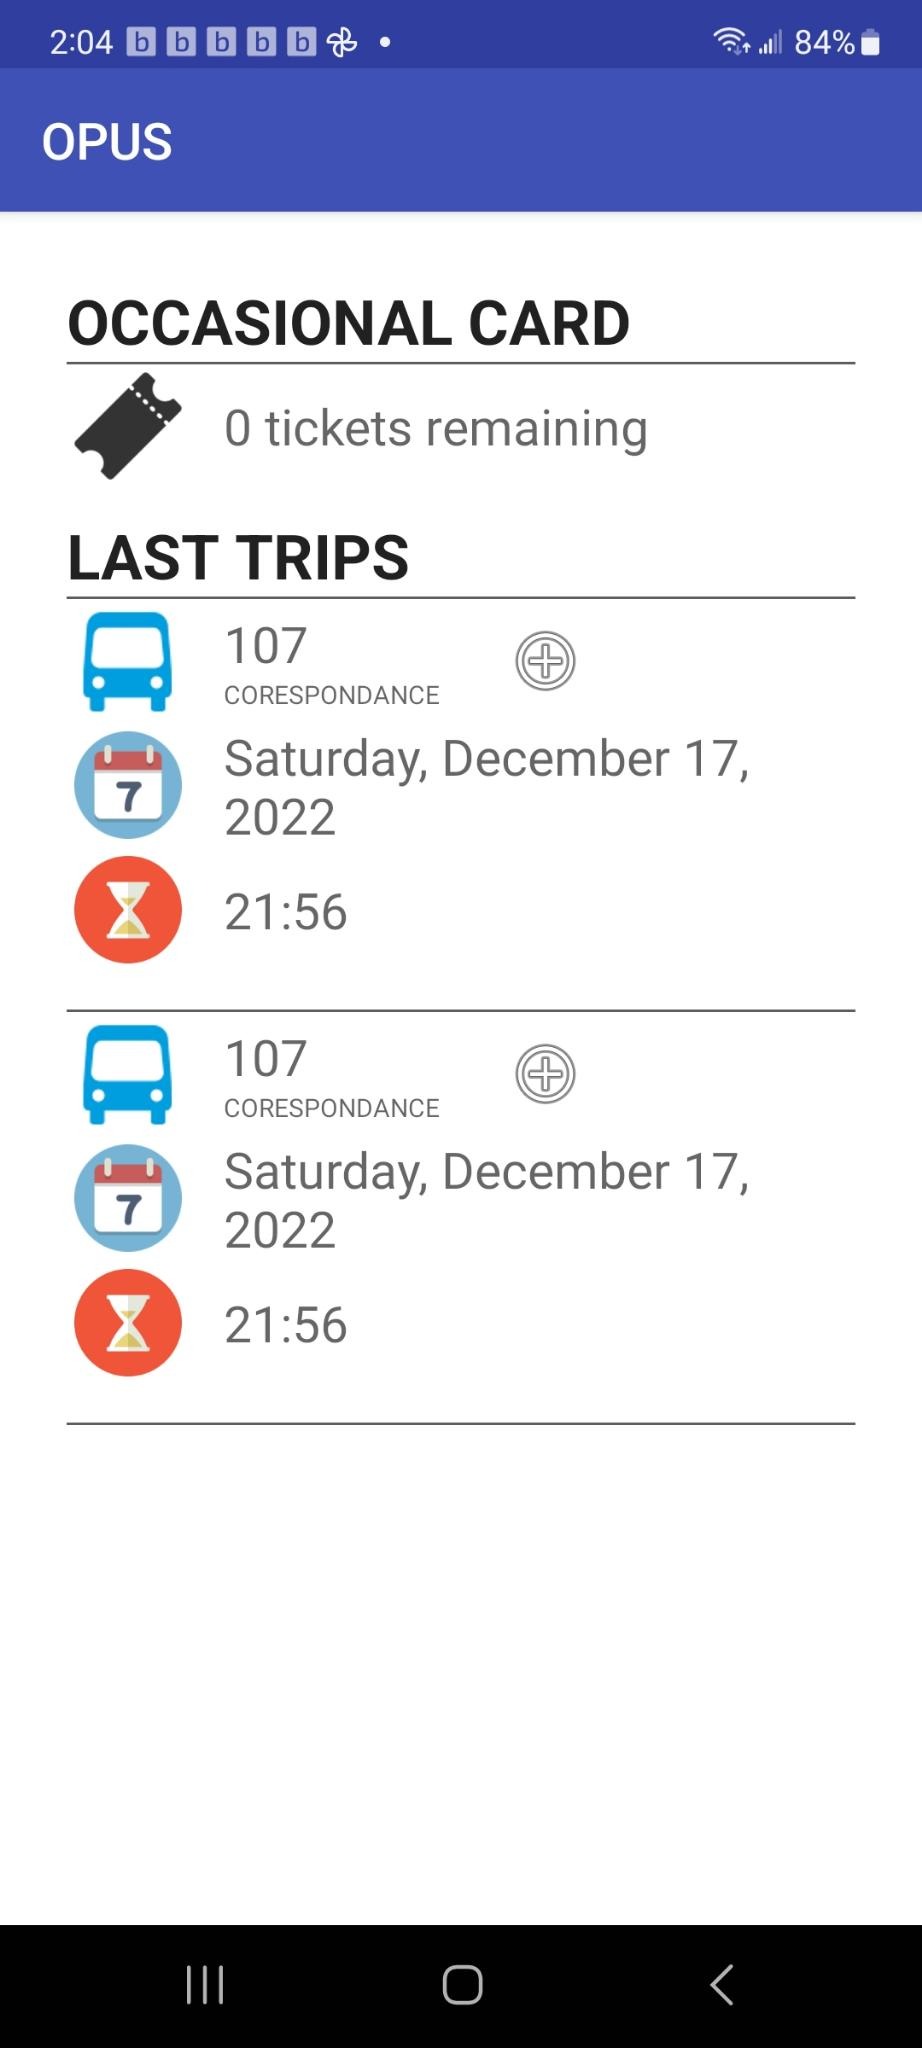 2:04 b b b b b 84%
OPUS
OCCASIONAL CARD
0 tickets remaining
LAST TRIPS
107
CORESPONDANCE
7
Saturday, December 17,
2022
21:56
107
CORESPONDANCE
7
Saturday, December 17,
2022
21:56